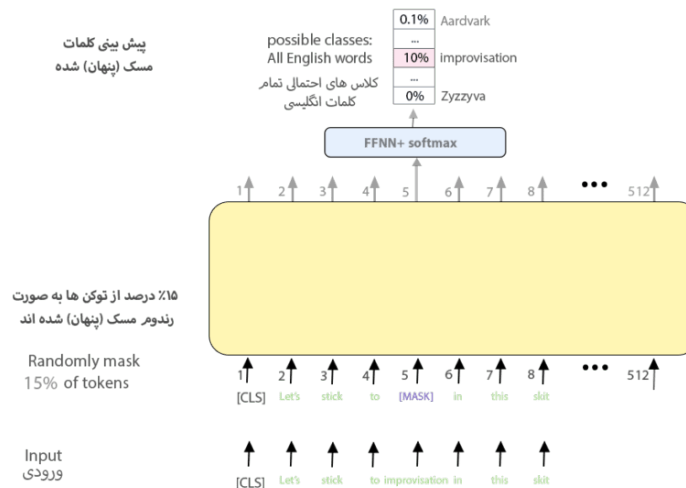 پیش بینی کلمات
مسک (پنهان) شده
possible classes:
All English words
کلاس های احتمالی تمام
کلمات انگلیسی
0.1% Aardvark
...
10% improvisation
...
0% Zyzzyva
FFNN+ softmax
1 2 3 4 5 6 7 8 ••• 512
۱۵٪ درصد از توکن ها به صورت
رندوم مسک (پنهان) شده اند
Randomly mask
15% of tokens
1 2 3 4 5 6 7 8 ••• 512
[CLS] Let's stick to [MASK] in this skit
Input
ورودی
[CLS] Let's stick to improvisation in this skit